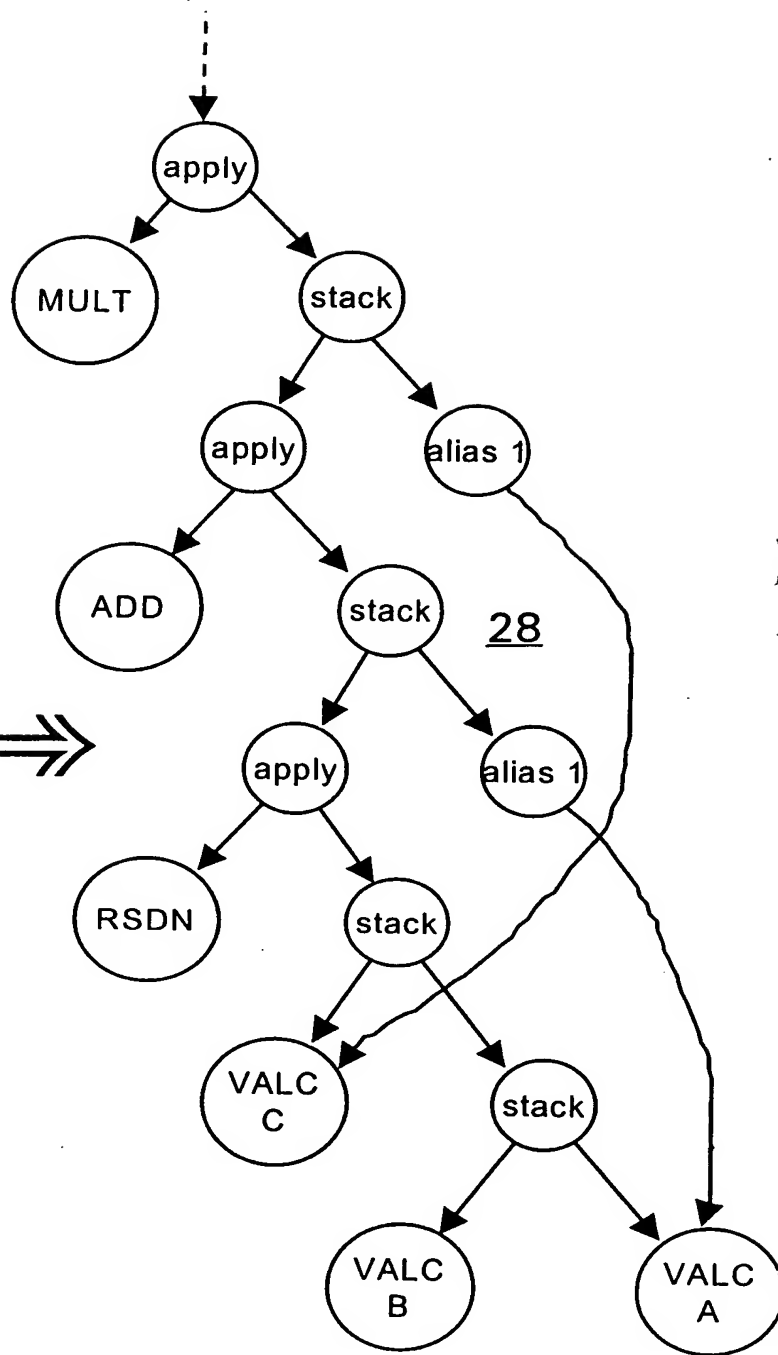 apply
MULT
stack
apply
alias 1
ADD
stack
28
apply
alias 1
RSDN
stack
VALC
C
stack
VALC
B
VALC
A